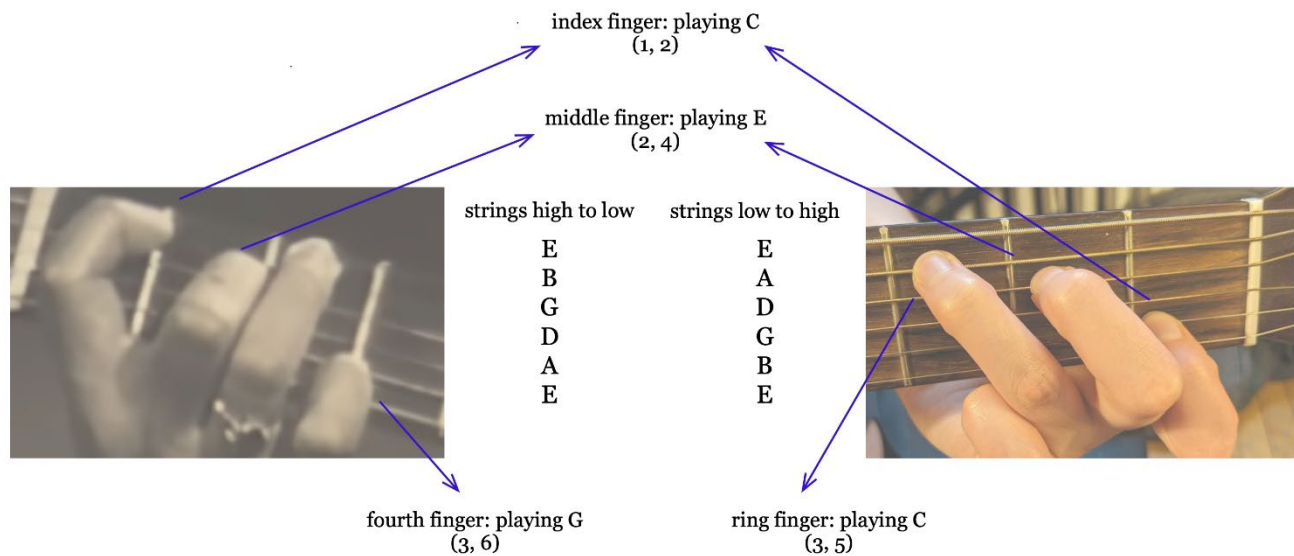 index finger: playing C
(1, 2)
middle finger: playing E
(2, 4)
strings high to low
E
B
G
D
A
E
strings low to high
E
A
D
G
B
E
fourth finger: playing G
(3, 6)
ring finger: playing C
(3, 5)